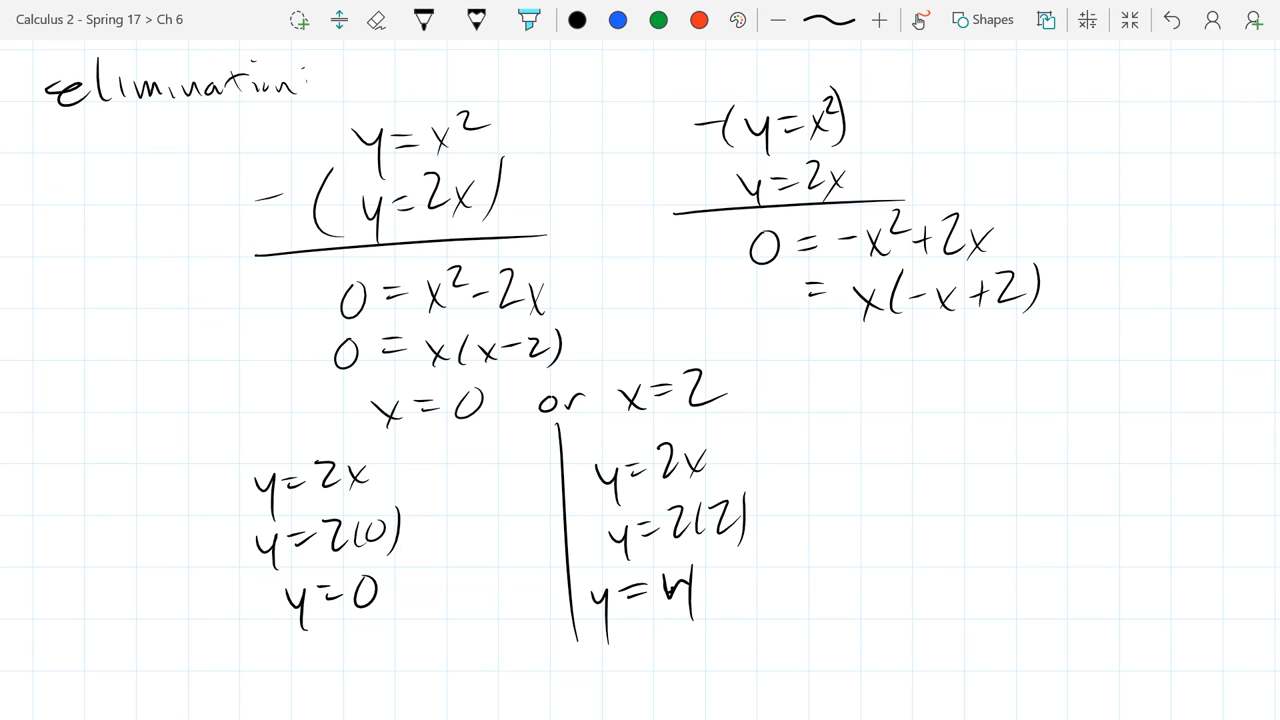 Calculus 2 - Spring 17 > Ch 6
Shapes
elimination:
y = x²
- ( y = 2x )
0 = x² - 2x
0 = x(x-2)
x = 0 or x = 2
y = 2x
y = 2(0)
y = 0
y = 2x
y = 2(2)
y = 4
-(y = x²)
y = 2x
0 = -x² + 2x
= x(-x+2)